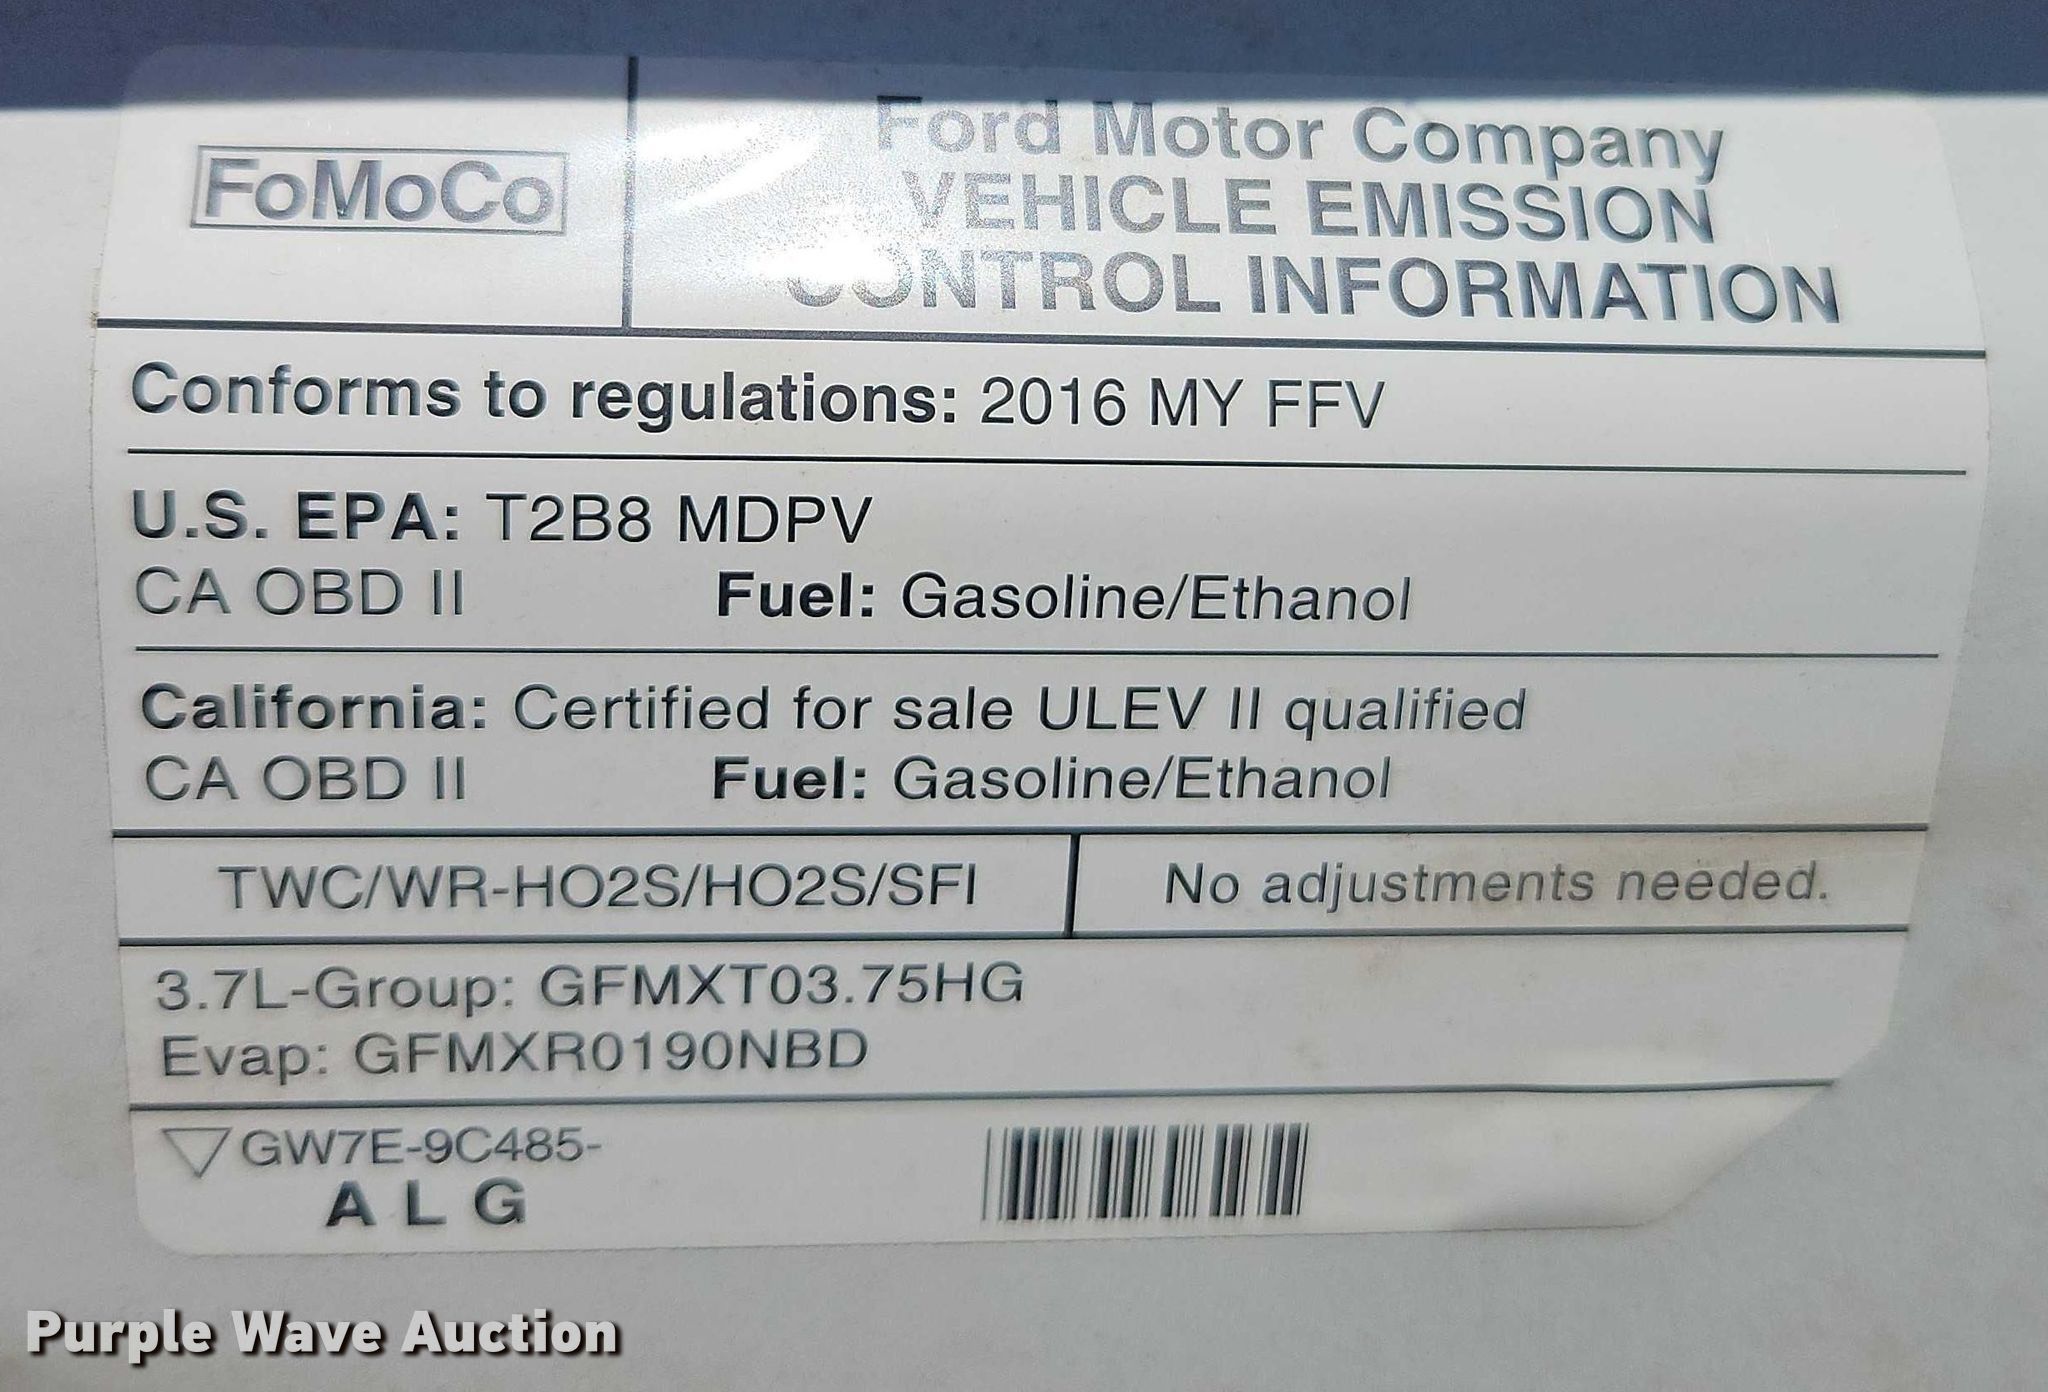 FoMoCo
Ford Motor Company
VEHICLE EMISSION
CONTROL INFORMATION
Conforms to regulations: 2016 MY FFV
U.S. EPA: T2B8 MDPV
CA OBD II Fuel: Gasoline/Ethanol
California: Certified for sale ULEV II qualified
CA OBD II Fuel: Gasoline/Ethanol
TWC/WR-HO2S/HO2S/SFI No adjustments needed.
3.7L-Group: GFMXT03.75HG
Evap: GFMXR0190NBD
GW7E-9C485-
A L G
Purple Wave Auction